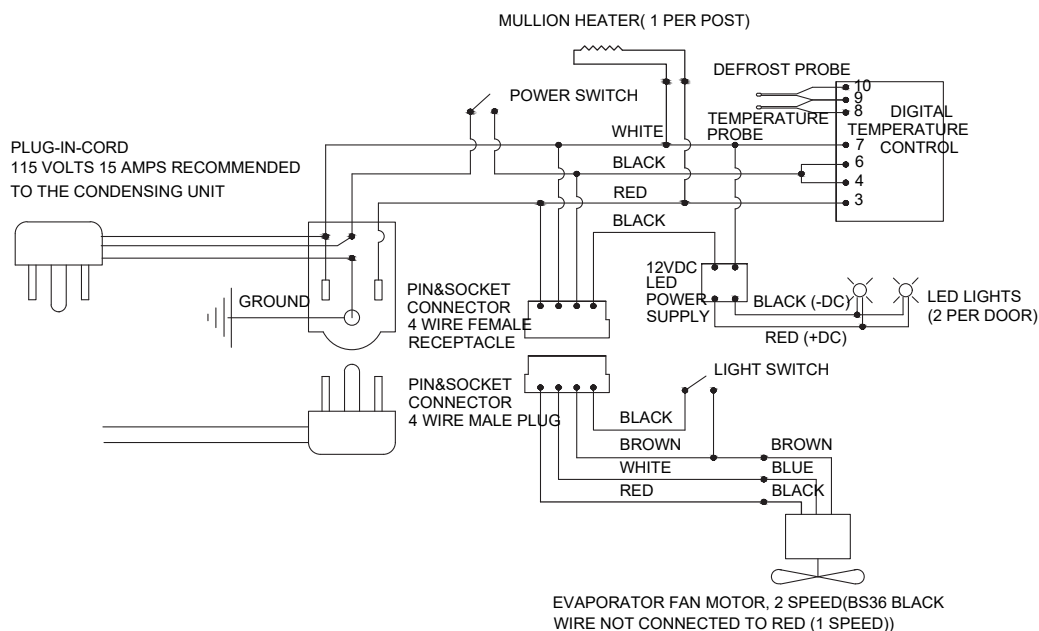 MULLION HEATER( 1 PER POST)
DEFROST PROBE
10
9
8
POWER SWITCH
TEMPERATURE
PROBE
DIGITAL
TEMPERATURE
CONTROL
WHITE
7
PLUG-IN-CORD
115 VOLTS 15 AMPS RECOMMENDED
TO THE CONDENSING UNIT
BLACK
6
4
RED
3
BLACK
12VDC
LED
POWER
SUPPLY
BLACK (-DC)
RED (+DC)
LED LIGHTS
(2 PER DOOR)
GROUND
PIN&SOCKET
CONNECTOR
4 WIRE FEMALE
RECEPTACLE
PIN&SOCKET
CONNECTOR
4 WIRE MALE PLUG
LIGHT SWITCH
BLACK
BROWN
BROWN
WHITE
BLUE
RED
BLACK
EVAPORATOR FAN MOTOR, 2 SPEED(BS36 BLACK
WIRE NOT CONNECTED TO RED (1 SPEED))